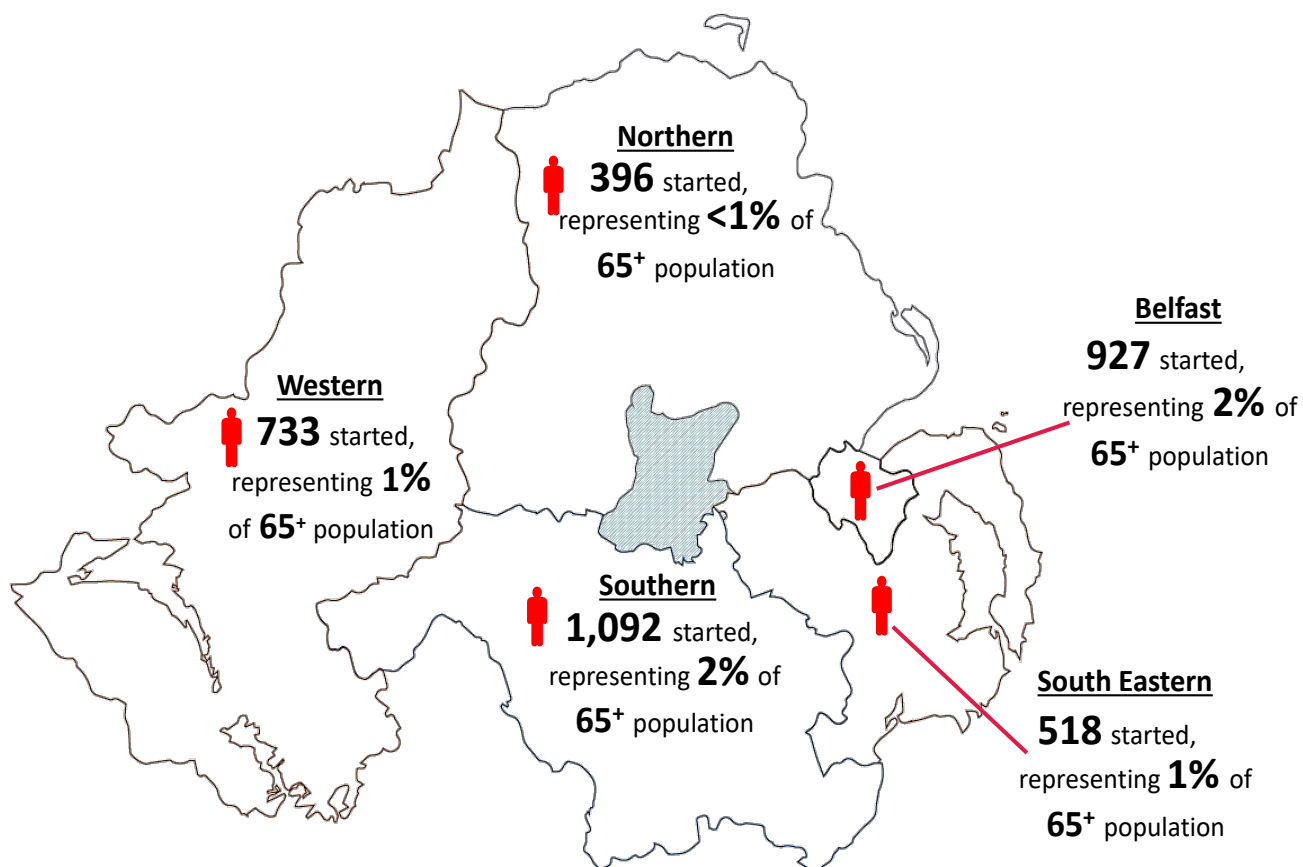 Northern
396 started,
representing <1% of
65+ population
Belfast
927 started,
representing 2% of
65+ population
Western
733 started,
representing 1%
of 65+ population
Southern
1,092 started,
representing 2% of
65+ population
South Eastern
518 started,
representing 1% of
65+ population